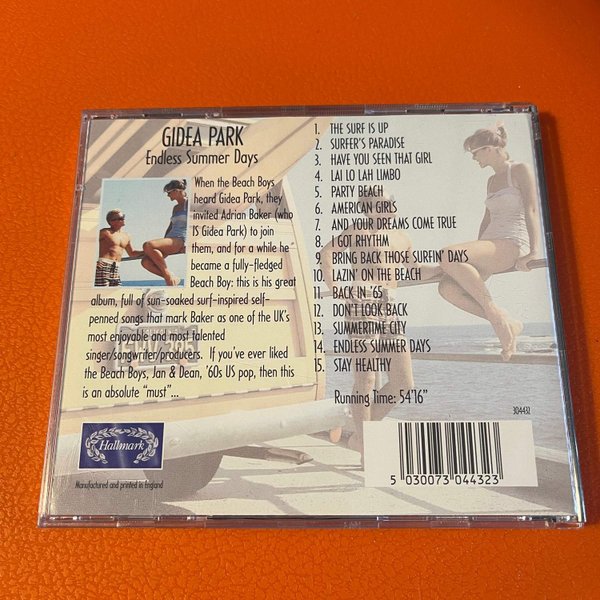 GIDEA PARK
Endless Summer Days
When the Beach Boys
heard Gidea Park, they
invited Adrian Baker (who
IS Gidea Park) to join
them, and for a while he
became a fully-fledged
Beach Boy: this is his great
album, full of sun-soaked surf-inspired self-
penned songs that mark Baker as one of the UK's
most enjoyable and most talented
singer/songwriter/producers. If you've ever liked
the Beach Boys, Jan & Dean, '60s US pop, then this
is an absolute "must"...
Hallmark
Manufactured and printed in England
1. THE SURF IS UP
2. SURFER'S PARADISE
3. HAVE YOU SEEN THAT GIRL
4. LAI LO LAH LIMBO
5. PARTY BEACH
6. AMERICAN GIRLS
7. AND YOUR DREAMS COME TRUE
8. I GOT RHYTHM
9. BRING BACK THOSE SURFIN' DAYS
10. LAZIN' ON THE BEACH
11. BACK IN '65
12. DON'T LOOK BACK
13. SUMMERTIME CITY
14. ENDLESS SUMMER DAYS
15. STAY HEALTHY
Running Time: 54'16"
304432
5 030073 044323